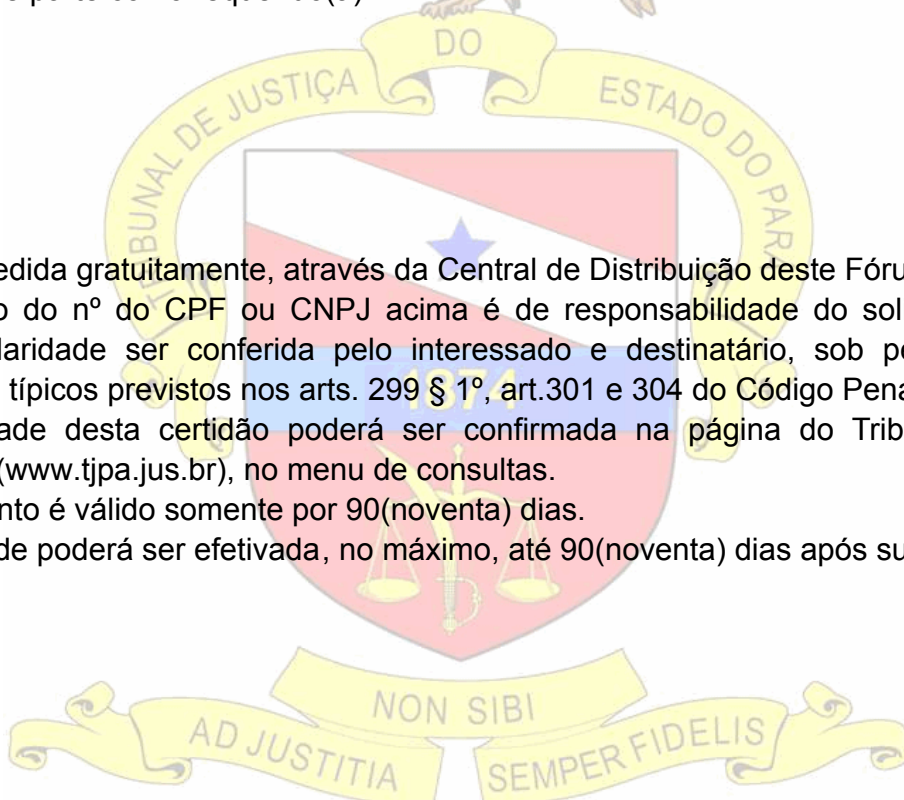 DO
TRIBUNAL DE JUSTIÇA
ESTADO DO PARÁ
edida gratuitamente, através da Central de Distribuição deste Fóru
o do nº do CPF ou CNPJ acima é de responsabilidade do sol
laridade ser conferida pelo interessado e destinatário, sob p
típicos previstos nos arts. 299 § 1º, art.301 e 304 do Código Pena
1874
ade desta certidão poderá ser confirmada na página do Trib
(www.tjpa.jus.br), no menu de consultas.
nto é válido somente por 90(noventa) dias.
de poderá ser efetivada, no máximo, até 90(noventa) dias após su
NON SIBI
AD JUSTITIA
SEMPER FIDELIS